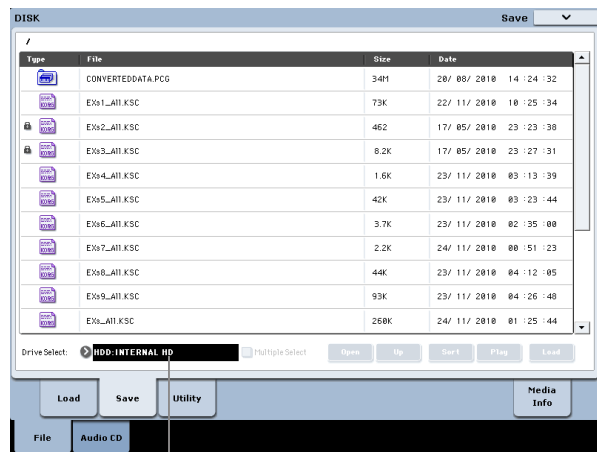 DISK Save
/
Type File Size Date
CONVERTEDDATA.PCG 34M 20/ 08/ 2010 14 :24 :32
EXs1_All.KSC 73K 22/ 11/ 2010 10 :25 :34
EXs2_All.KSC 462 17/ 05/ 2010 23 :23 :38
EXs3_All.KSC 8.2K 17/ 05/ 2010 23 :27 :31
EXs4_All.KSC 1.6K 23/ 11/ 2010 03 :13 :39
EXs5_All.KSC 42K 23/ 11/ 2010 03 :23 :44
EXs6_All.KSC 3.7K 23/ 11/ 2010 02 :35 :00
EXs7_All.KSC 2.2K 24/ 11/ 2010 00 :51 :23
EXs8_All.KSC 44K 23/ 11/ 2010 04 :12 :05
EXs9_All.KSC 93K 23/ 11/ 2010 04 :26 :48
EXs_All.KSC 260K 24/ 11/ 2010 01 :25 :44
Drive Select: HDD:INTERNAL HD Multiple Select Open Up Sort Play Load
Load Save Utility Media Info
File Audio CD